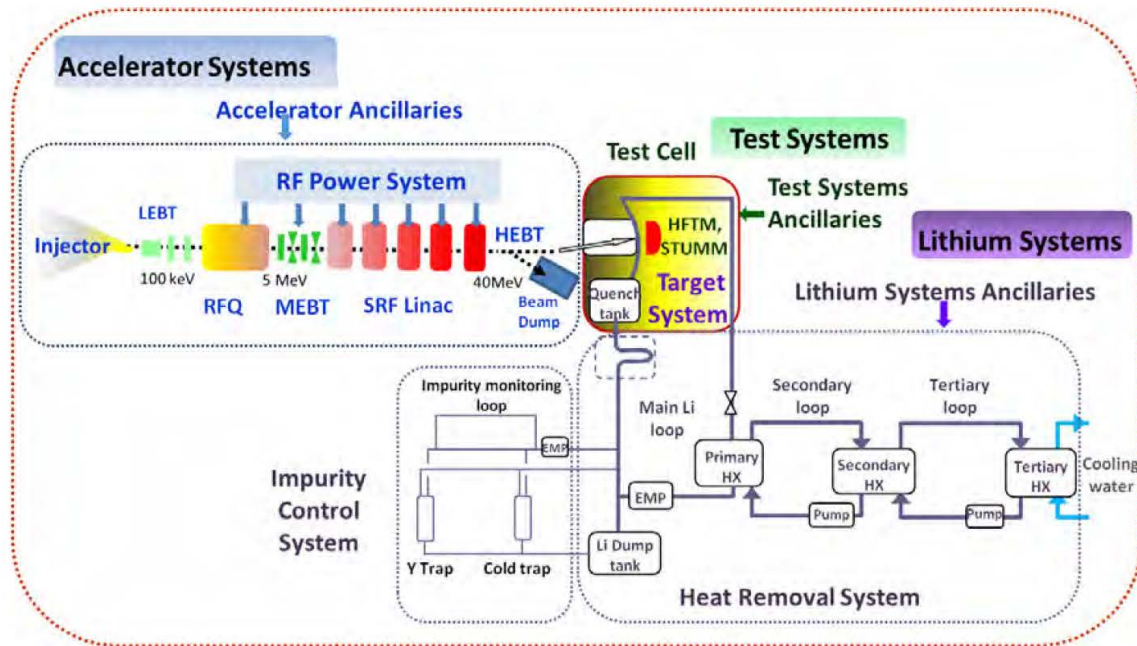 Accelerator Systems
Accelerator Ancillaries
RF Power System
LEBT
Injector
100 keV
RFQ
5 MeV
MEBT
SRF Linac
HEBT
40MeV
Beam
Dump
Test Cell
Test Systems
Test Systems
Ancillaries
HFTM,
STUMM
Target
System
Quench
tank
Lithium Systems
Lithium Systems Ancillaries
Impurity monitoring
loop
EMP
Impurity
Control
System
Y Trap
Cold trap
Li Dump
tank
Main Li
loop
EMP
Primary
HX
Secondary
loop
Pump
Secondary
HX
Tertiary
loop
Pump
Tertiary
HX
Cooling
water
Heat Removal System